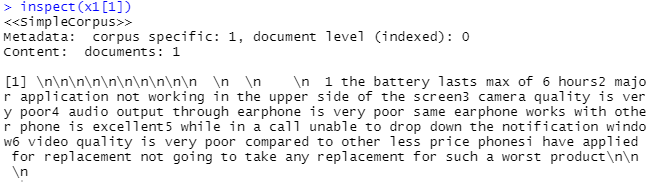 > inspect(x1[1])
<<SimpleCorpus>>
Metadata:  corpus specific: 1, document level (indexed): 0
Content:  documents: 1
[1] \n\n\n\n\n\n\n\n\n\n  \n  \n    \n  1 the battery lasts max of 6 hours2 majo
r application not working in the upper side of the screen3 camera quality is ver
y poor4 audio output through earphone is very poor same earphone works with othe
r phone is excellent5 while in a call unable to drop down the notification windo
w6 video quality is very poor compared to other less price phonesi have applied
 for replacement not going to take any replacement for such a worst product\n\n
 \n